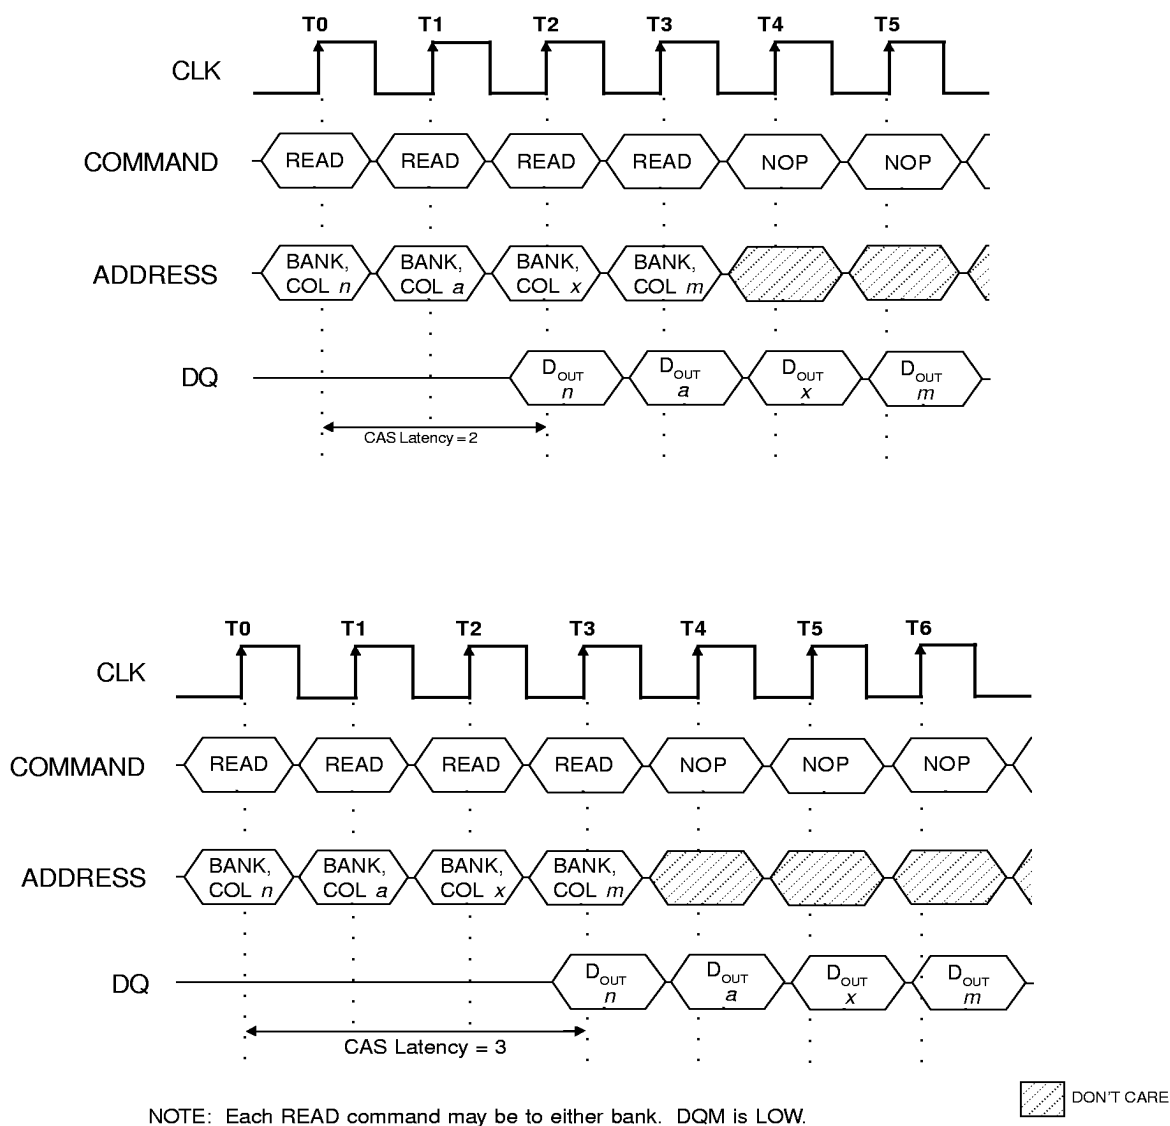 T0 T1 T2 T3 T4 T5
CLK
COMMAND READ READ READ READ NOP NOP
ADDRESS BANK, COL n BANK, COL a BANK, COL x BANK, COL m
DQ DOUT n DOUT a DOUT x DOUT m
CAS Latency = 2
T0 T1 T2 T3 T4 T5 T6
CLK
COMMAND READ READ READ READ NOP NOP NOP
ADDRESS BANK, COL n BANK, COL a BANK, COL x BANK, COL m
DQ DOUT n DOUT a DOUT x DOUT m
CAS Latency = 3
DON'T CARE
NOTE: Each READ command may be to either bank. DQM is LOW.